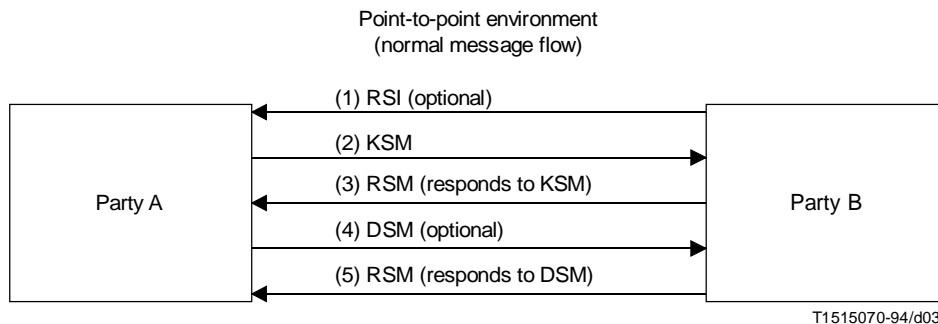 Point-to-point environment
(normal message flow)
(1) RSI (optional)
(2) KSM
(3) RSM (responds to KSM)
Party A
Party B
(4) DSM (optional)
(5) RSM (responds to DSM)
T1515070-94/d03